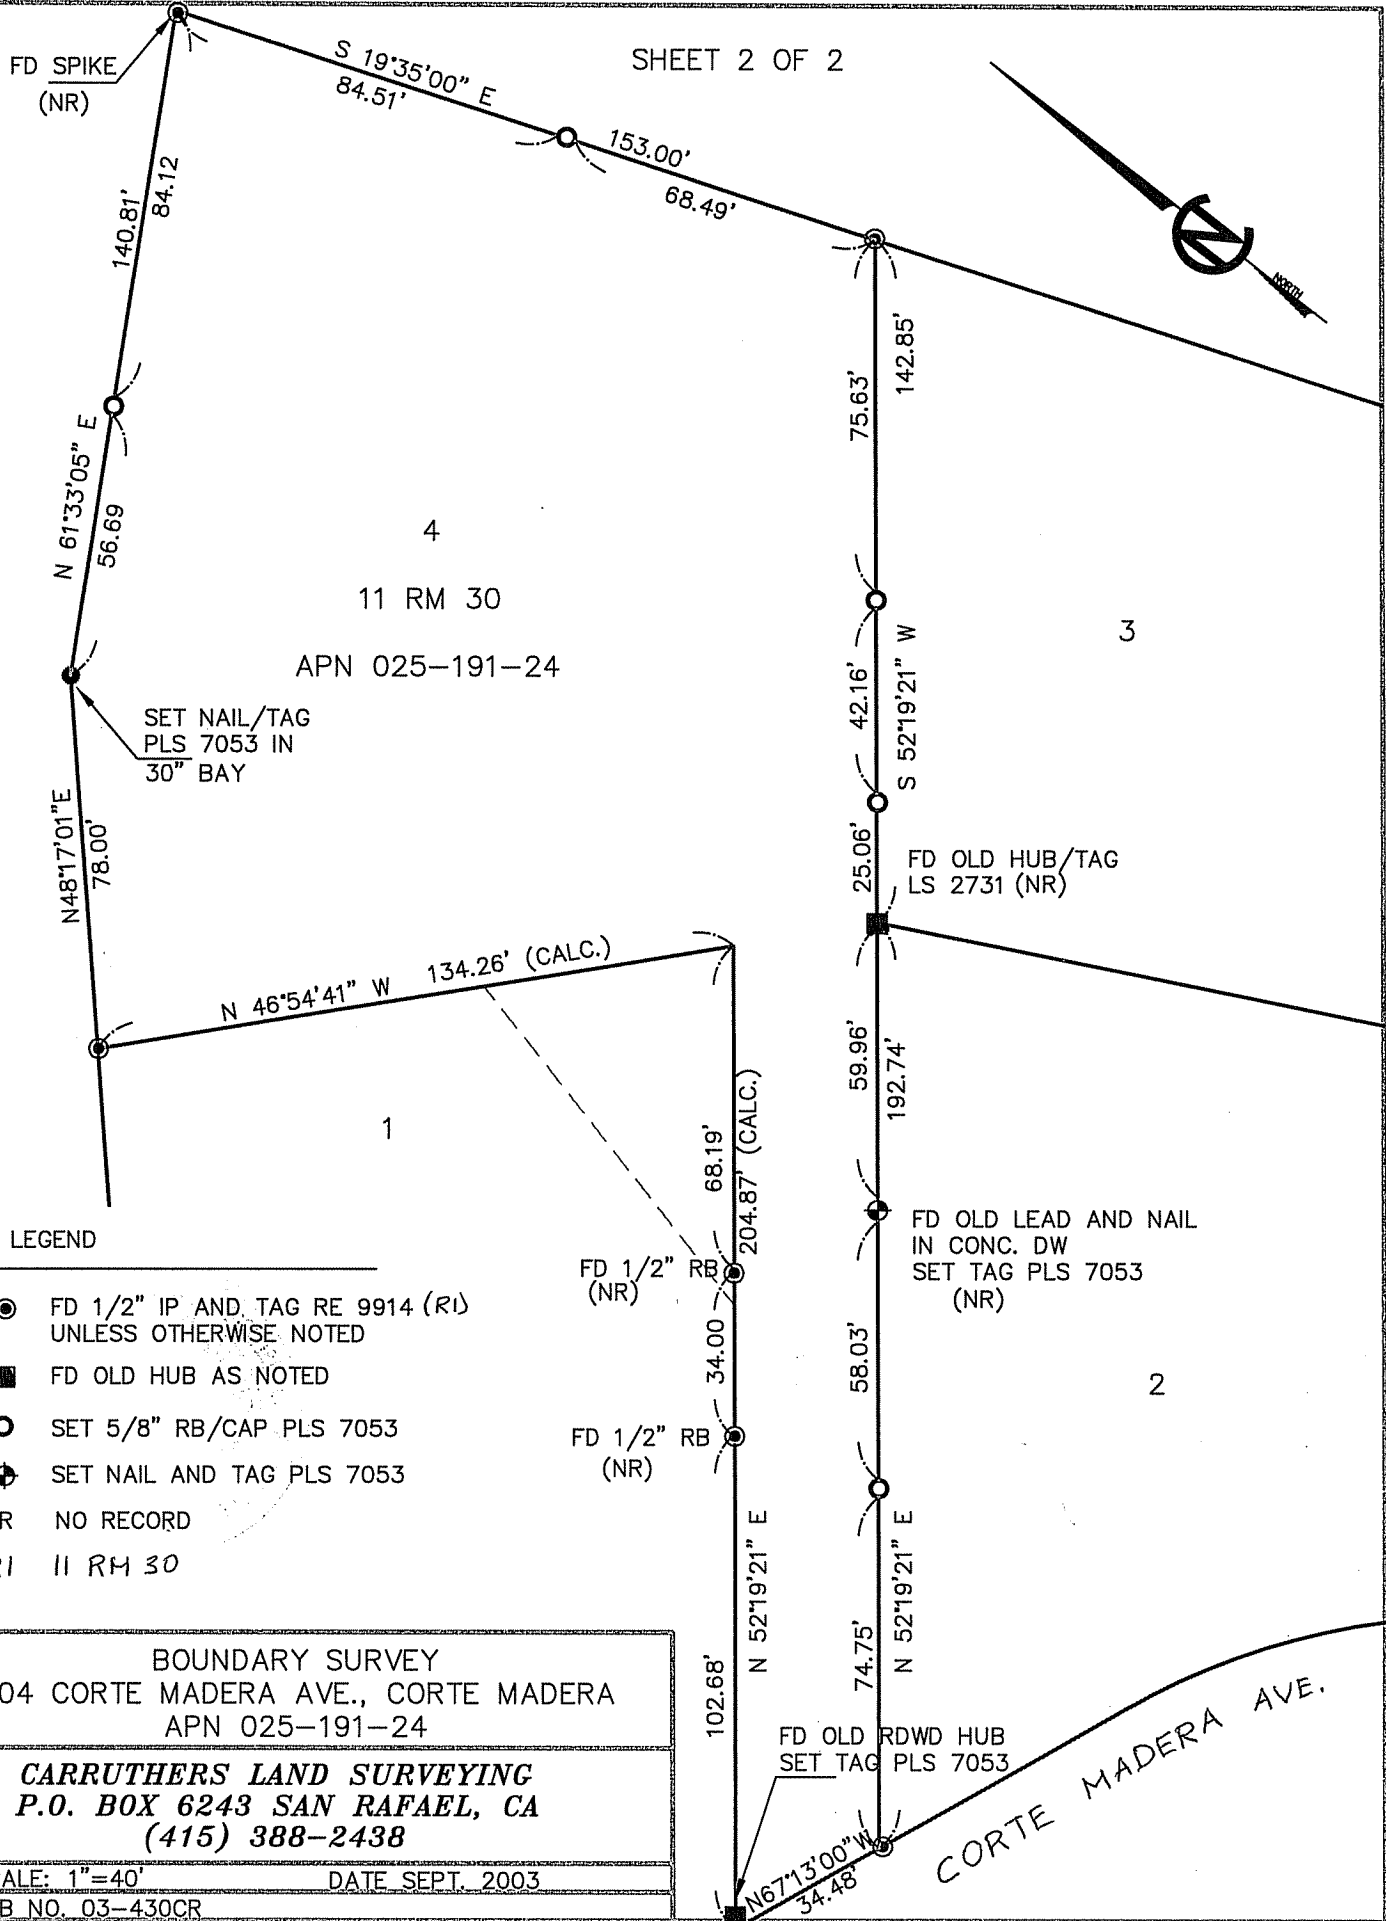 SHEET 2 OF 2
FD SPIKE
(NR)
S 19°35'00" E
84.51'
153.00'
68.49'
NORTH
140.81'
84.12
142.85'
75.63'
N 61°33'05" E
56.69
4
11 RM 30
APN 025-191-24
3
42.16'
S 52°19'21" W
SET NAIL/TAG
PLS 7053 IN
30" BAY
N48°17'01"E
78.00'
25.06'
FD OLD HUB/TAG
LS 2731 (NR)
N 46°54'41" W 134.26' (CALC.)
59.96'
192.74'
1
68.19'
204.87' (CALC.)
FD OLD LEAD AND NAIL
IN CONC. DW
SET TAG PLS 7053
(NR)
FD 1/2" RB
(NR)
34.00
58.03'
2
FD 1/2" RB
(NR)
LEGEND
FD 1/2" IP AND TAG RE 9914 (R1)
UNLESS OTHERWISE NOTED
FD OLD HUB AS NOTED
SET 5/8" RB/CAP PLS 7053
SET NAIL AND TAG PLS 7053
R NO RECORD
R1 11 RM 30
N 52°19'21" E
102.68'
74.75'
N 52°19'21" E
FD OLD RDWD HUB
SET TAG PLS 7053
N67°13'00"W
34.48'
CORTE MADERA AVE.
BOUNDARY SURVEY
04 CORTE MADERA AVE., CORTE MADERA
APN 025-191-24
CARRUTHERS LAND SURVEYING
P.O. BOX 6243 SAN RAFAEL, CA
(415) 388-2438
ALE: 1"=40' DATE SEPT. 2003
B NO. 03-430CR